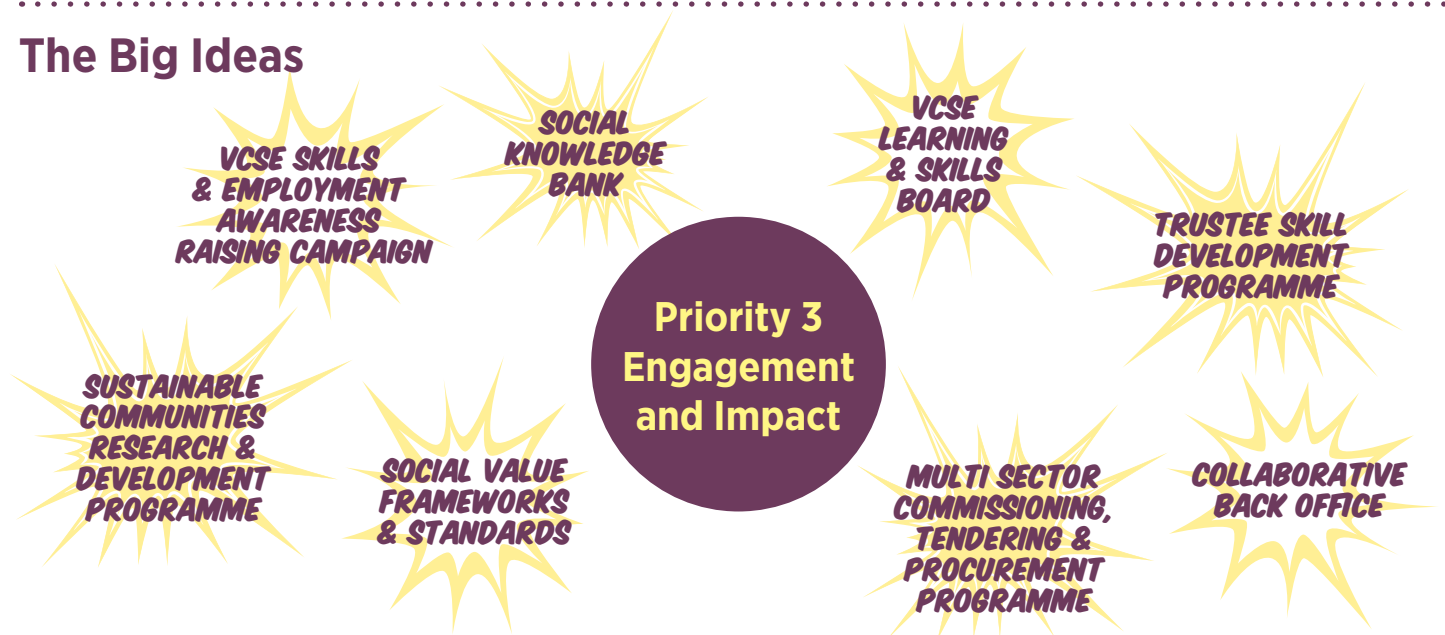 The Big Ideas
VCSE SKILLS
& EMPLOYMENT
AWARENESS
RAISING CAMPAIGN
SOCIAL
KNOWLEDGE
BANK
VCSE
LEARNING
& SKILLS
BOARD
TRUSTEE SKILL
DEVELOPMENT
PROGRAMME
Priority 3
Engagement
and Impact
SUSTAINABLE
COMMUNITIES
RESEARCH &
DEVELOPMENT
PROGRAMME
SOCIAL VALUE
FRAMEWORKS
& STANDARDS
MULTI SECTOR
COMMISSIONING,
TENDERING &
PROCUREMENT
PROGRAMME
COLLABORATIVE
BACK OFFICE